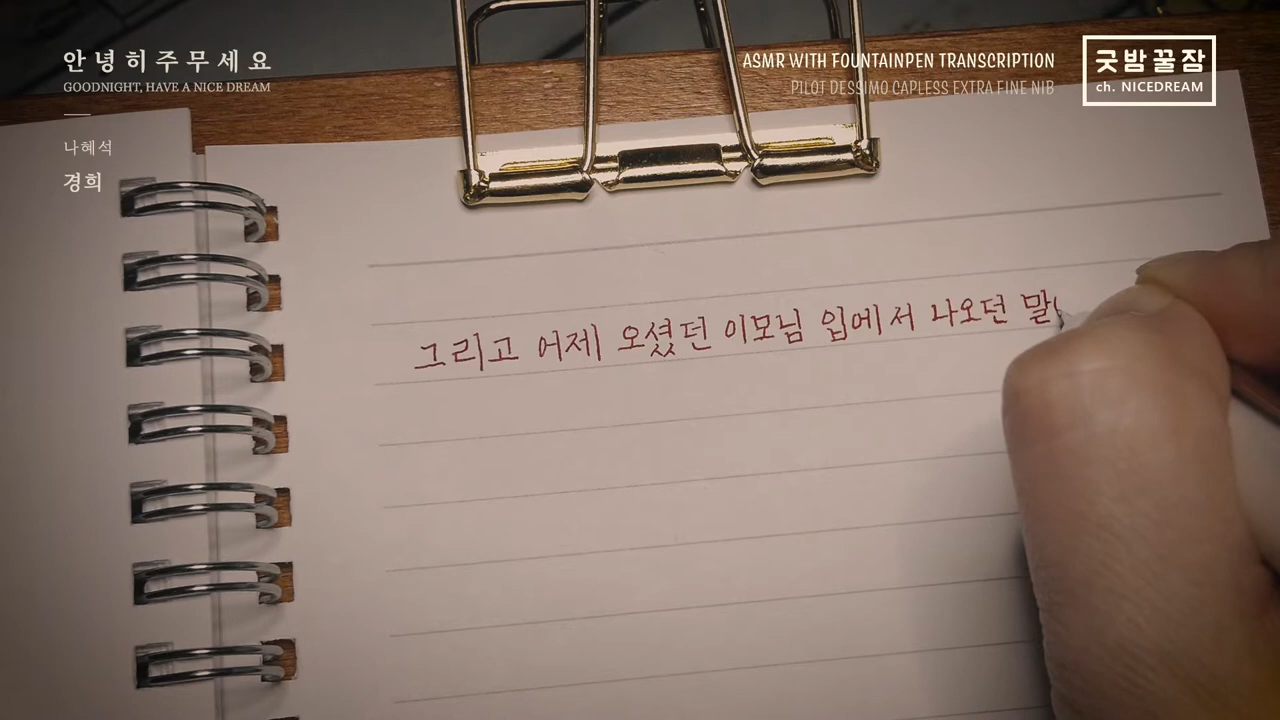 안녕히주무세요
GOODNIGHT, HAVE A NICE DREAM
나혜석
경희
ASMR WITH FOUNTAINPEN TRANSCRIPTION
PILOT DESSIMO CAPLESS EXTRA FINE NIB
굿밤꿀잠
ch. NICEDREAM
그리고 어제 오셨던 이모님 입에서 나오던 말